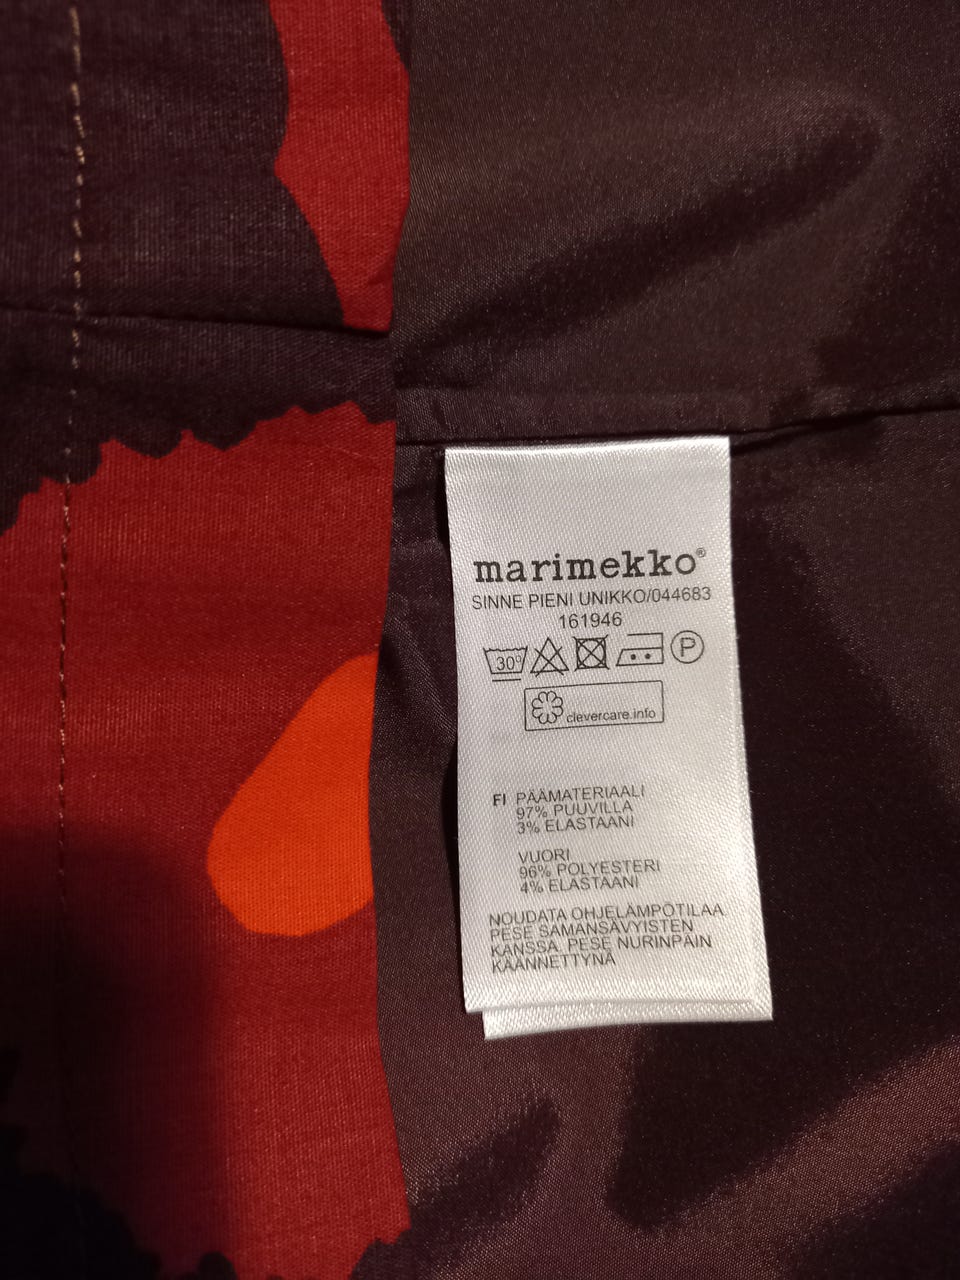 marimekko®
SINNE PIENI UNIKKO/044683
161946
30° P
clevercare.info
FI PÄÄMATERIAALI
97% PUUVILLA
3% ELASTAANI
VUORI
96% POLYESTERI
4% ELASTAANI
NOUDATA OHJELÄMPÖTILAA.
PESE SAMANSÄVYISTEN
KANSSA. PESE NURINPÄIN
KÄÄNNETTYNÄ